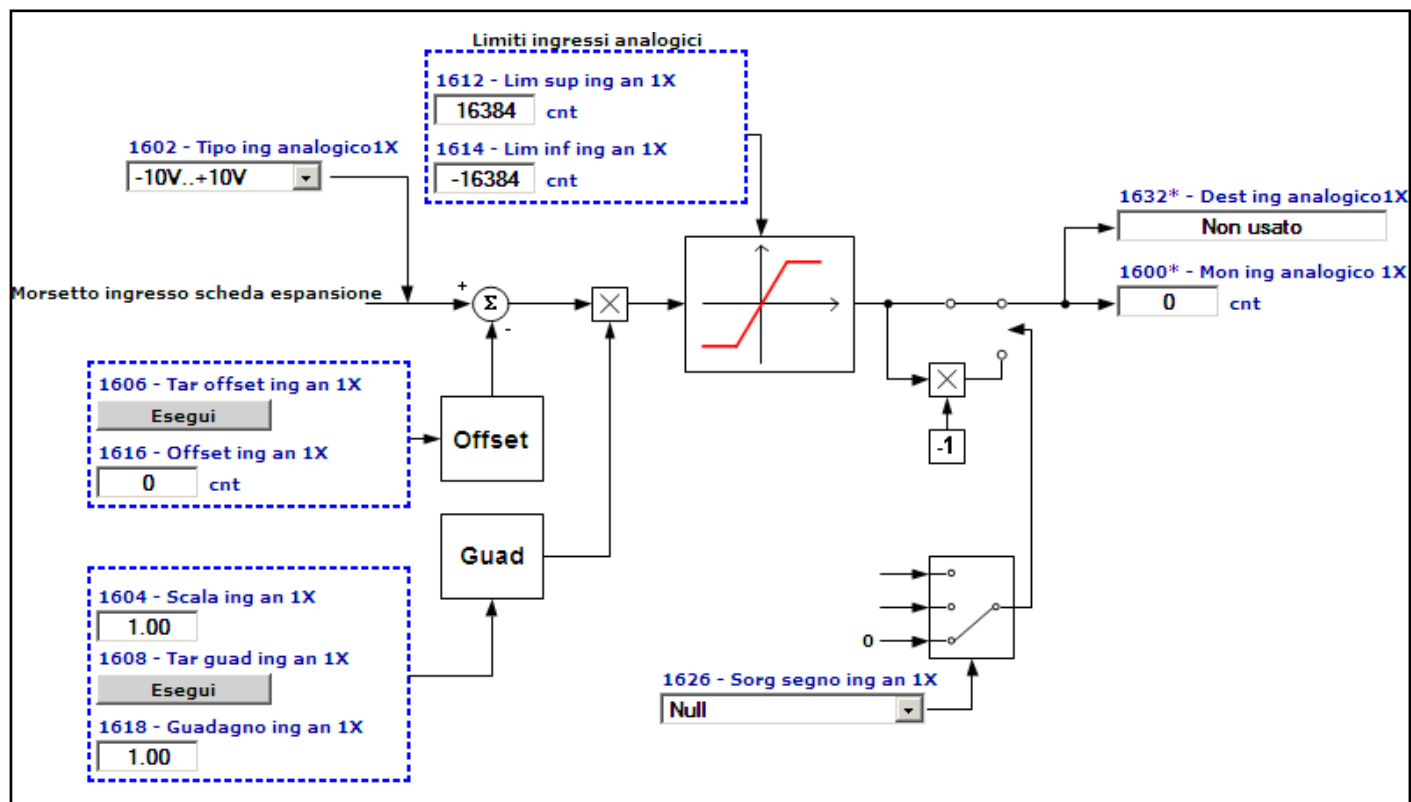 Limiti ingressi analogici
1612 - Lim sup ing an 1X
16384 cnt
1614 - Lim inf ing an 1X
-16384 cnt
1602 - Tipo ing analogico1X
-10V..+10V
1632* - Dest ing analogico1X
Non usato
1600* - Mon ing analogico 1X
0 cnt
Morsetto ingresso scheda espansione
+
Σ
-
1606 - Tar offset ing an 1X
Esegui
1616 - Offset ing an 1X
0 cnt
Offset
-1
Guad
1604 - Scala ing an 1X
1.00
1608 - Tar guad ing an 1X
Esegui
1618 - Guadagno ing an 1X
1.00
0
1626 - Sorg segno ing an 1X
Null